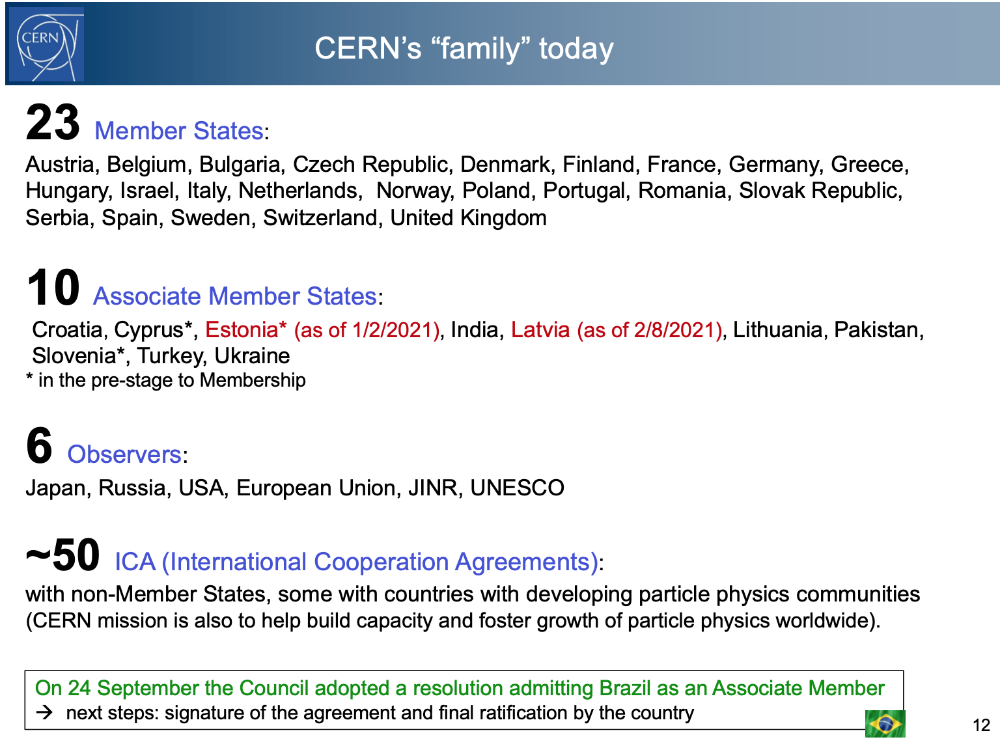 CERN
CERN’s “family” today
23 Member States:
Austria, Belgium, Bulgaria, Czech Republic, Denmark, Finland, France, Germany, Greece,
Hungary, Israel, Italy, Netherlands,  Norway, Poland, Portugal, Romania, Slovak Republic,
Serbia, Spain, Sweden, Switzerland, United Kingdom
10 Associate Member States:
Croatia, Cyprus*, Estonia* (as of 1/2/2021), India, Latvia (as of 2/8/2021), Lithuania, Pakistan,
Slovenia*, Turkey, Ukraine
* in the pre-stage to Membership
6 Observers:
Japan, Russia, USA, European Union, JINR, UNESCO
~50 ICA (International Cooperation Agreements):
with non-Member States, some with countries with developing particle physics communities
(CERN mission is also to help build capacity and foster growth of particle physics worldwide).
On 24 September the Council adopted a resolution admitting Brazil as an Associate Member
→ next steps: signature of the agreement and final ratification by the country
12